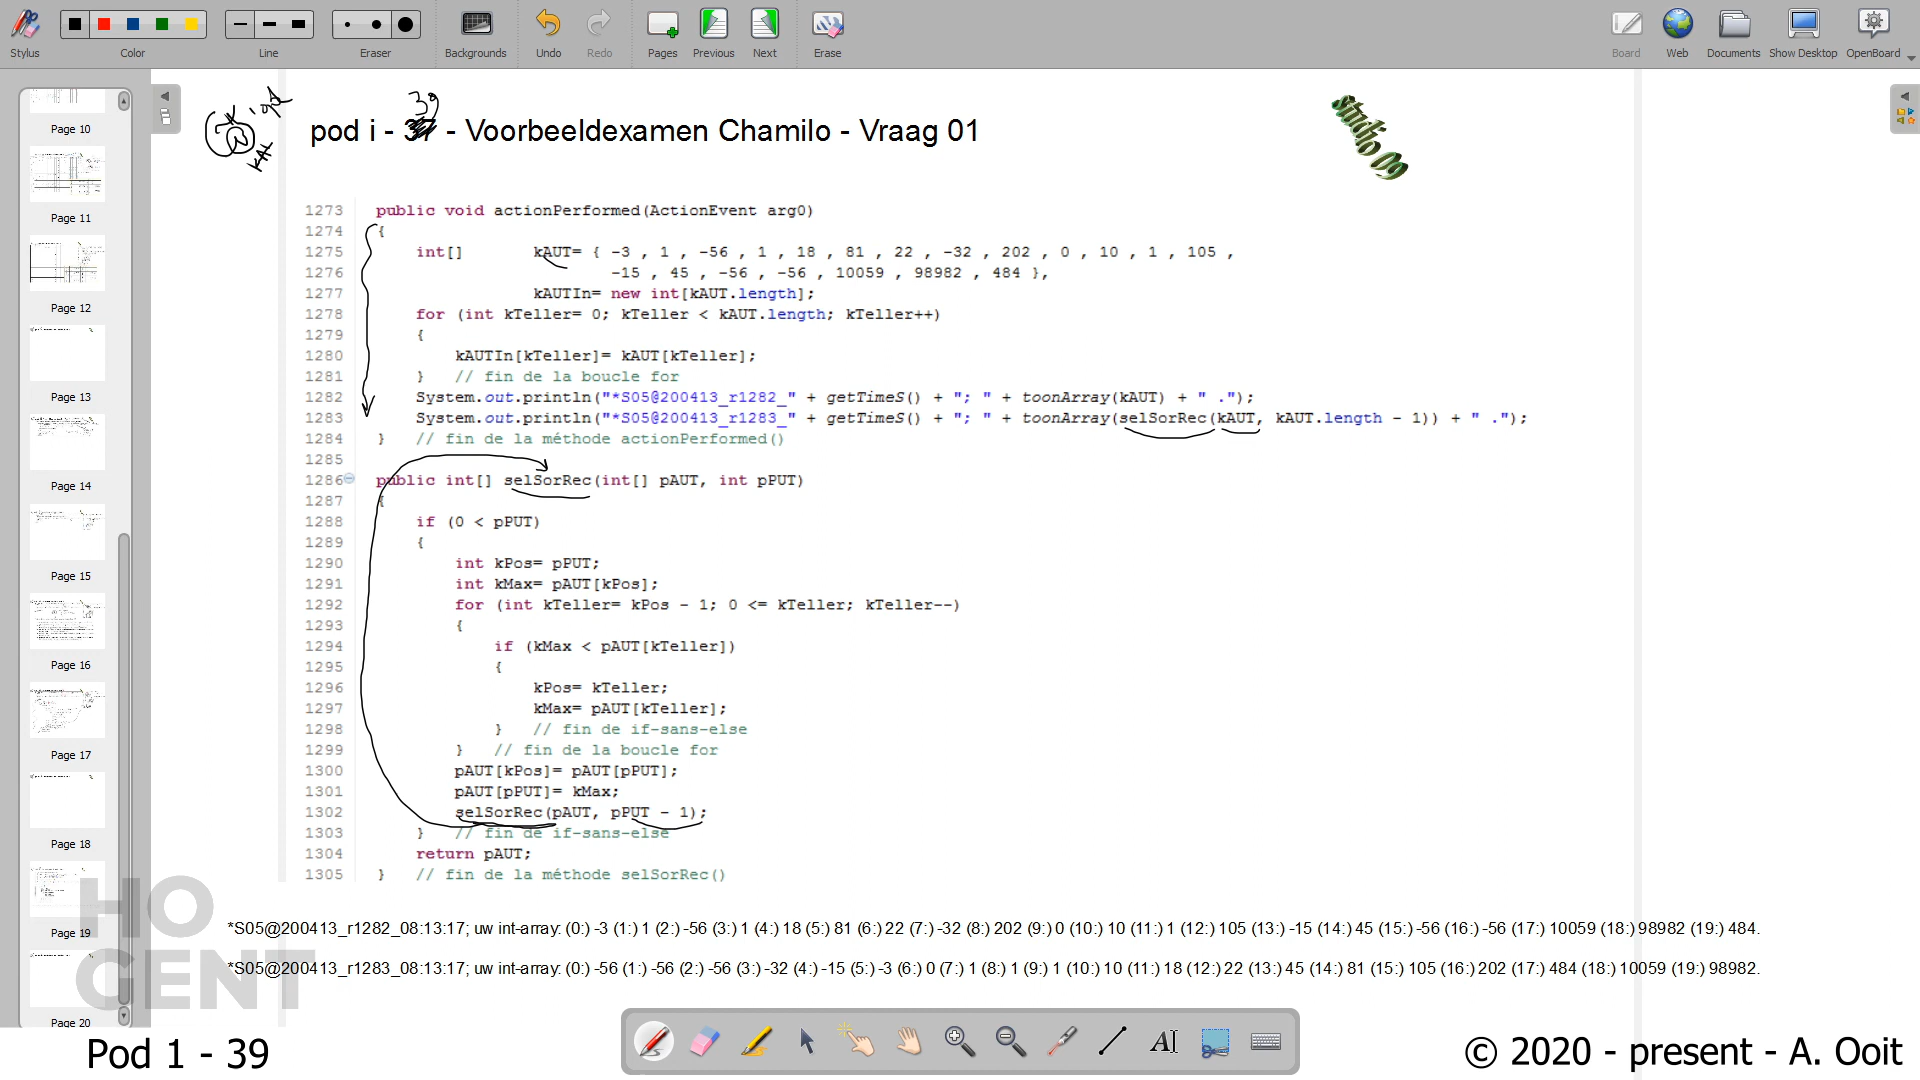 Stylus
Color
Line
Eraser
Backgrounds
Undo
Redo
Pages
Previous
Next
Erase
Board
Web
Documents
Show Desktop
OpenBoard
Page 10
Page 11
Page 12
Page 13
Page 14
Page 15
Page 16
Page 17
Page 18
Page 19
Page 20
39
pod i - 37 - Voorbeeldexamen Chamilo - Vraag 01
1273 public void actionPerformed(ActionEvent arg0)
1274 {
1275 int[] kAUT= { -3 , 1 , -56 , 1 , 18 , 81 , 22 , -32 , 202 , 0 , 10 , 1 , 105 ,
1276 -15 , 45 , -56 , -56 , 10059 , 98982 , 484 },
1277 kAUTIn= new int[kAUT.length];
1278 for (int kTeller= 0; kTeller < kAUT.length; kTeller++)
1279 {
1280 kAUTIn[kTeller]= kAUT[kTeller];
1281 } // fin de la boucle for
1282 System.out.println("*S05@200413_r1282_" + getTimeS() + "; " + toonArray(kAUT) + " .");
1283 System.out.println("*S05@200413_r1283_" + getTimeS() + "; " + toonArray(selSorRec(kAUT, kAUT.length - 1)) + " .");
1284 } // fin de la méthode actionPerformed()
1285
1286 public int[] selSorRec(int[] pAUT, int pPUT)
1287 {
1288 if (0 < pPUT)
1289 {
1290 int kPos= pPUT;
1291 int kMax= pAUT[kPos];
1292 for (int kTeller= kPos - 1; 0 <= kTeller; kTeller--)
1293 {
1294 if (kMax < pAUT[kTeller])
1295 {
1296 kPos= kTeller;
1297 kMax= pAUT[kTeller];
1298 } // fin de if-sans-else
1299 } // fin de la boucle for
1300 pAUT[kPos]= pAUT[pPUT];
1301 pAUT[pPUT]= kMax;
1302 selSorRec(pAUT, pPUT - 1);
1303 } // fin de if-sans-else
1304 return pAUT;
1305 } // fin de la méthode selSorRec()
*S05@200413_r1282_08:13:17; uw int-array: (0:) -3 (1:) 1 (2:) -56 (3:) 1 (4:) 18 (5:) 81 (6:) 22 (7:) -32 (8:) 202 (9:) 0 (10:) 10 (11:) 1 (12:) 105 (13:) -15 (14:) 45 (15:) -56 (16:) -56 (17:) 10059 (18:) 98982 (19:) 484.
*S05@200413_r1283_08:13:17; uw int-array: (0:) -56 (1:) -56 (2:) -56 (3:) -32 (4:) -15 (5:) -3 (6:) 0 (7:) 1 (8:) 1 (9:) 1 (10:) 10 (11:) 18 (12:) 22 (13:) 45 (14:) 81 (15:) 105 (16:) 202 (17:) 484 (18:) 10059 (19:) 98982.
HO
GENT
Pod 1 - 39
© 2020 - present - A. Ooit